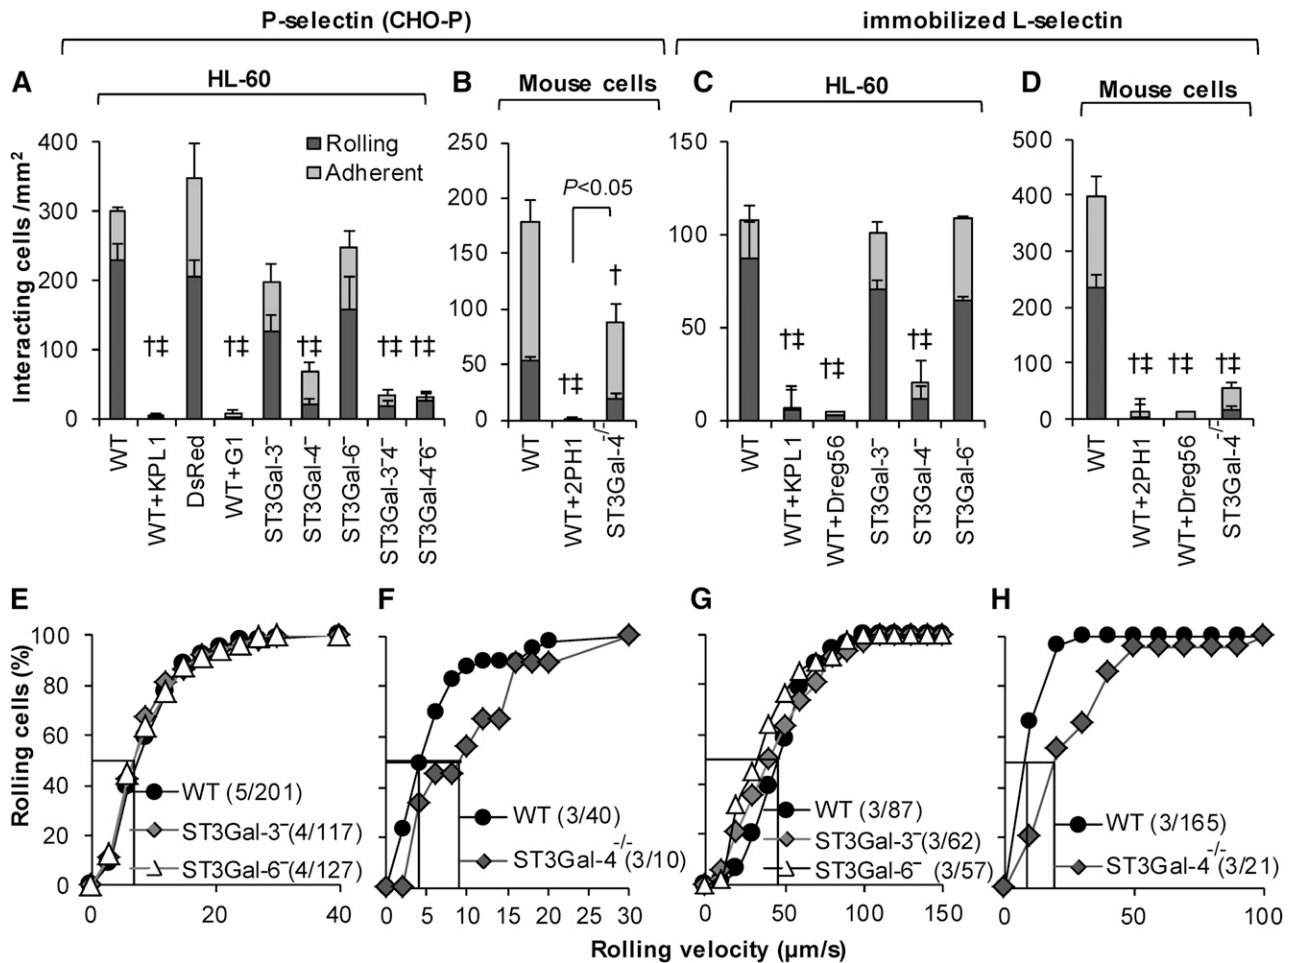 P-selectin (CHO-P)
immobilized L-selectin
A
HL-60
B
Mouse cells
C
HL-60
D
Mouse cells
Interacting cells/mm²
400
300
200
100
0
Rolling
Adherent
†‡
†‡
†‡
†‡ †‡
WT
WT+KPL1
DsRed
WT+G1
ST3Gal-3⁻
ST3Gal-4⁻
ST3Gal-6⁻
ST3Gal-3⁻4⁻
ST3Gal-4⁻6⁻
250
200
150
100
50
0
P<0.05
†‡
†
WT
WT+2PH1
ST3Gal-4⁻/⁻
150
100
50
0
†‡
†‡
†‡
WT
WT+KPL1
WT+Dreg56
ST3Gal-3⁻
ST3Gal-4⁻
ST3Gal-6⁻
500
400
300
200
100
0
†‡ †‡ †‡
WT
WT+2PH1
WT+Dreg56
ST3Gal-4⁻/⁻
E
F
G
H
Rolling cells (%)
100
80
60
40
20
0
WT (5/201)
ST3Gal-3⁻(4/117)
ST3Gal-6⁻(4/127)
0 20 40
WT (3/40)
ST3Gal-4⁻/⁻(3/10)
0 5 10 15 20 25 30
WT (3/87)
ST3Gal-3⁻(3/62)
ST3Gal-6⁻ (3/57)
0 50 100 150
WT (3/165)
ST3Gal-4⁻/⁻(3/21)
0 50 100
Rolling velocity (µm/s)